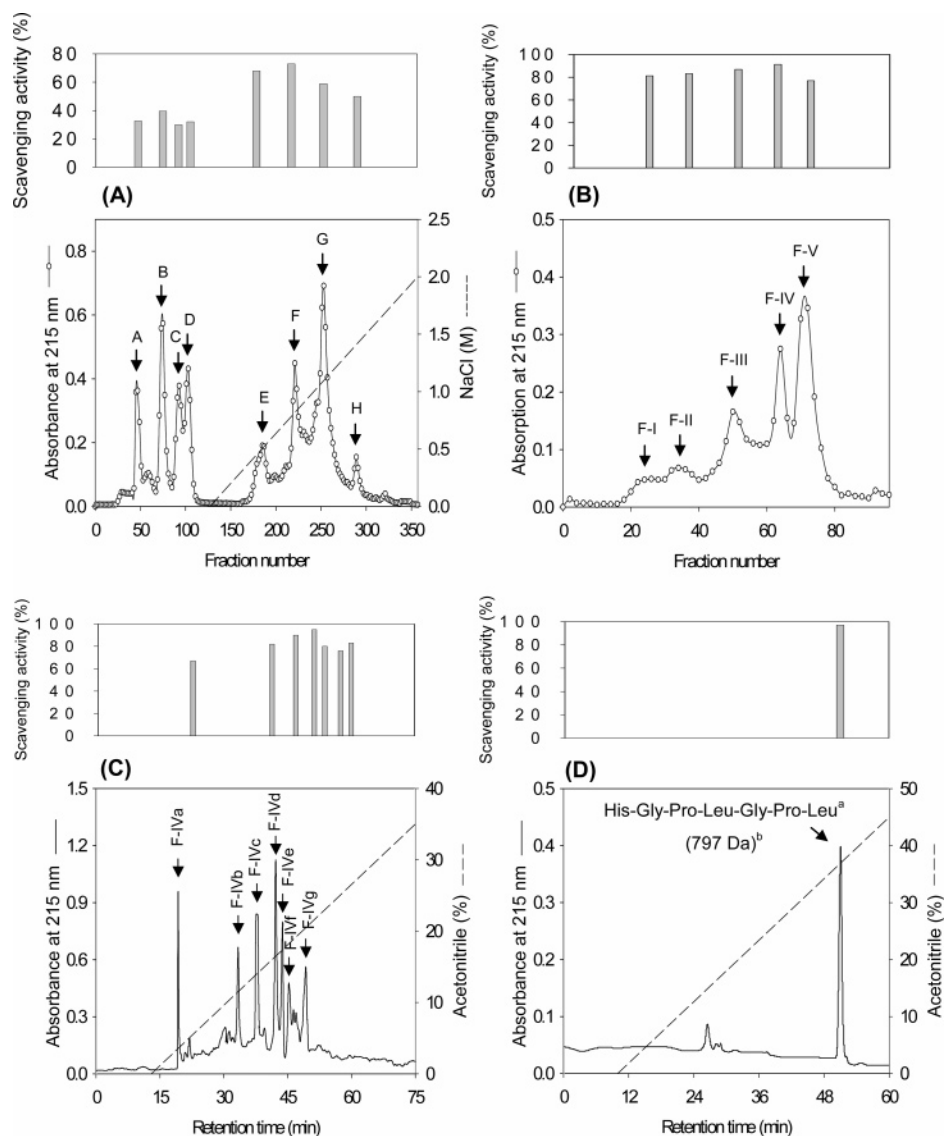 Scavenging activity (%)
80
60
40
20
0
(A)
Absorbance at 215 nm
0.8
0.6
0.4
0.2
0.0
A
B
C
D
E
F
G
H
2.5
2.0
1.5
1.0
0.5
0.0
NaCl (M)
0 50 100 150 200 250 300 350
Fraction number
Scavenging activity (%)
100
80
60
40
20
0
(B)
Absorption at 215 nm
0.5
0.4
0.3
0.2
0.1
0.0
F-I
F-II
F-III
F-IV
F-V
0 20 40 60 80
Fraction number
Scavenging activity (%)
100
80
60
40
20
0
(C)
Absorbance at 215 nm
1.5
1.2
0.9
0.6
0.3
0.0
F-IVa
F-IVb
F-IVc
F-IVd
F-IVe
F-IVf
F-IVg
40
30
20
10
0
Acetonitrile (%)
0 15 30 45 60 75
Retention time (min)
Scavenging activity (%)
100
80
60
40
20
0
(D)
Absorbance at 215 nm
0.5
0.4
0.3
0.2
0.1
0.0
His-Gly-Pro-Leu-Gly-Pro-Leuᵃ
(797 Da)ᵇ
50
40
30
20
10
0
Acetonitrile (%)
0 12 24 36 48 60
Retention time (min)